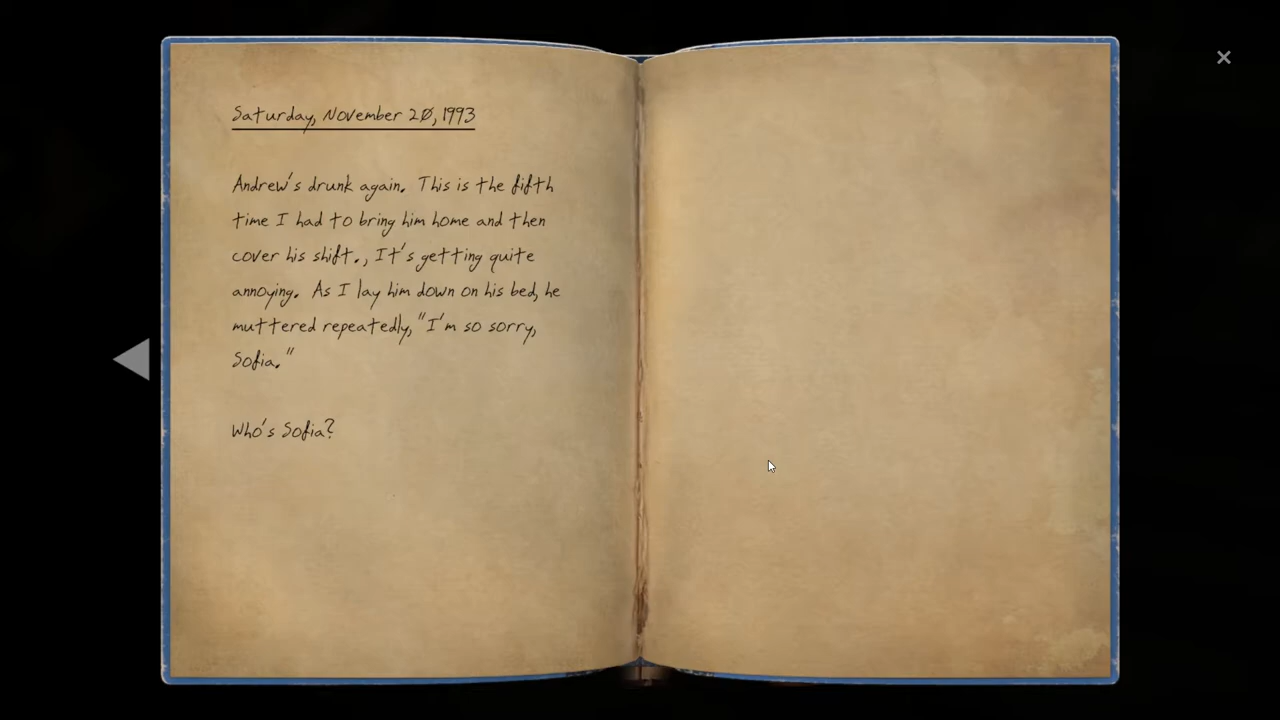 Saturday, November 20, 1993
Andrew's drunk again. This is the fifth
time I had to bring him home and then
cover his shift., It's getting quite
annoying. As I lay him down on his bed, he
muttered repeatedly, "I'm so sorry,
Sofia."
Who's Sofia?